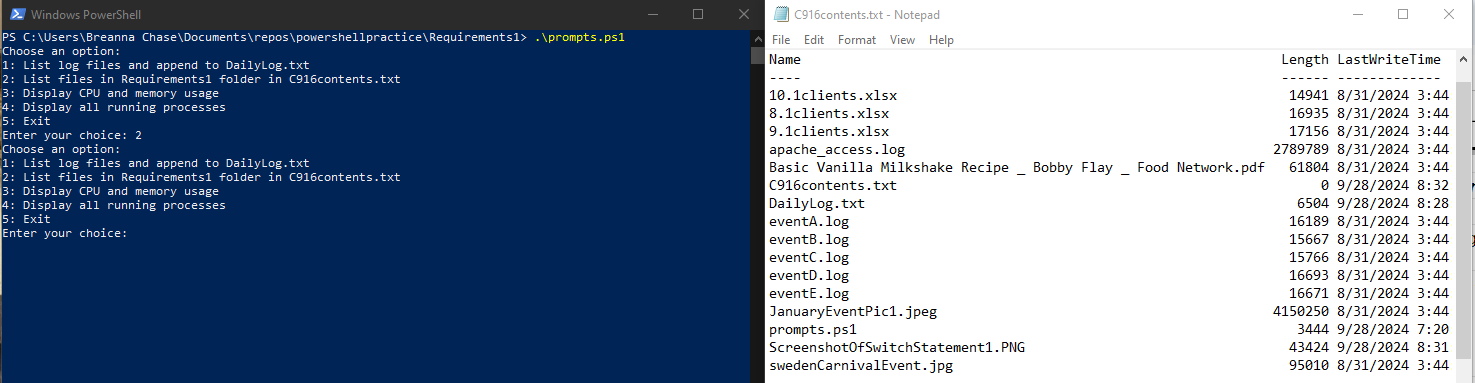 Windows PowerShell
PS C:\Users\Breanna Chase\Documents\repos\powershellpractice\Requirements1> .\prompts.ps1
Choose an option:
1: List log files and append to DailyLog.txt
2: List files in Requirements1 folder in C916contents.txt
3: Display CPU and memory usage
4: Display all running processes
5: Exit
Enter your choice: 2
Choose an option:
1: List log files and append to DailyLog.txt
2: List files in Requirements1 folder in C916contents.txt
3: Display CPU and memory usage
4: Display all running processes
5: Exit
Enter your choice:
C916contents.txt - Notepad
File Edit Format View Help
Name Length LastWriteTime
---- ------ -------------
10.1clients.xlsx 14941 8/31/2024 3:44
8.1clients.xlsx 16935 8/31/2024 3:44
9.1clients.xlsx 17156 8/31/2024 3:44
apache_access.log 2789789 8/31/2024 3:44
Basic Vanilla Milkshake Recipe _ Bobby Flay _ Food Network.pdf 61804 8/31/2024 3:44
C916contents.txt 0 9/28/2024 8:32
DailyLog.txt 6504 9/28/2024 8:28
eventA.log 16189 8/31/2024 3:44
eventB.log 15667 8/31/2024 3:44
eventC.log 15766 8/31/2024 3:44
eventD.log 16693 8/31/2024 3:44
eventE.log 16671 8/31/2024 3:44
JanuaryEventPic1.jpeg 4150250 8/31/2024 3:44
prompts.ps1 3444 9/28/2024 7:20
ScreenshotOfSwitchStatement1.PNG 43424 9/28/2024 8:31
swedenCarnivalEvent.jpg 95010 8/31/2024 3:44